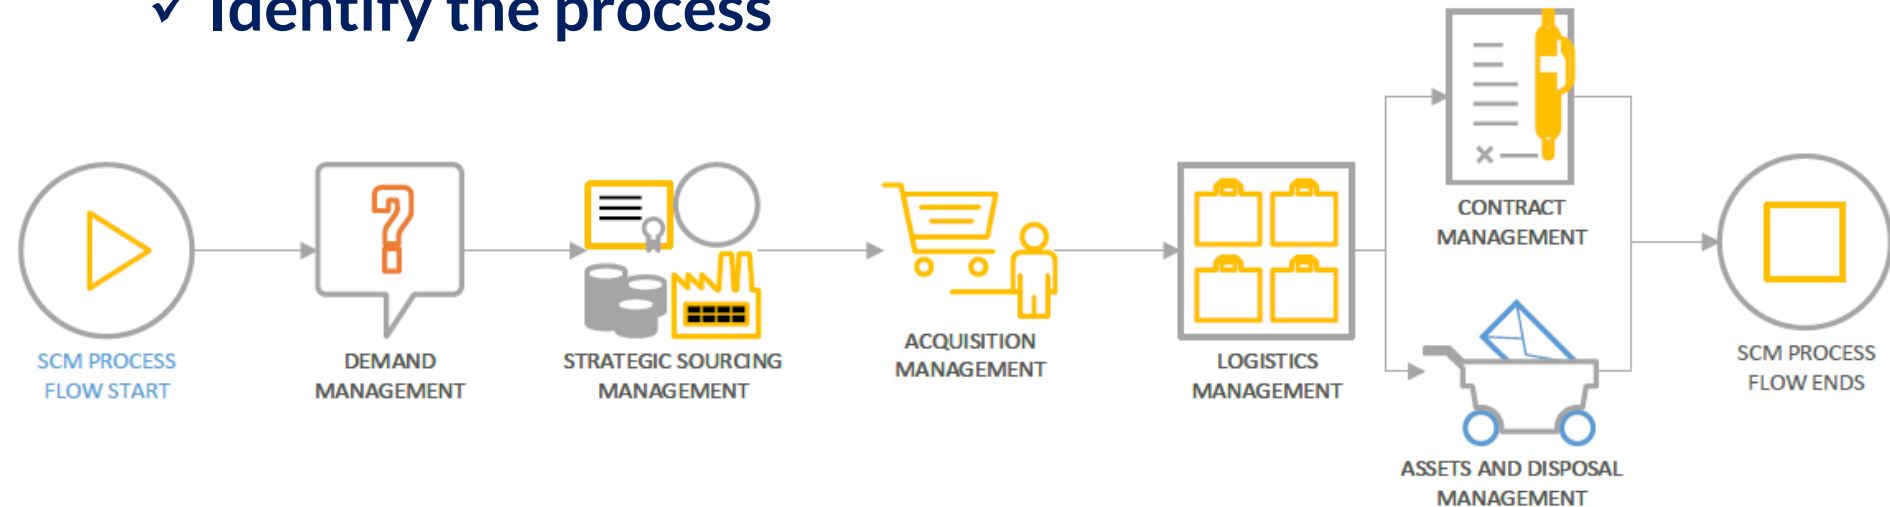 ✓ Identify the process
SCM PROCESS
FLOW START
DEMAND
MANAGEMENT
STRATEGIC SOURCING
MANAGEMENT
ACQUISITION
MANAGEMENT
LOGISTICS
MANAGEMENT
CONTRACT
MANAGEMENT
ASSETS AND DISPOSAL
MANAGEMENT
SCM PROCESS
FLOW ENDS